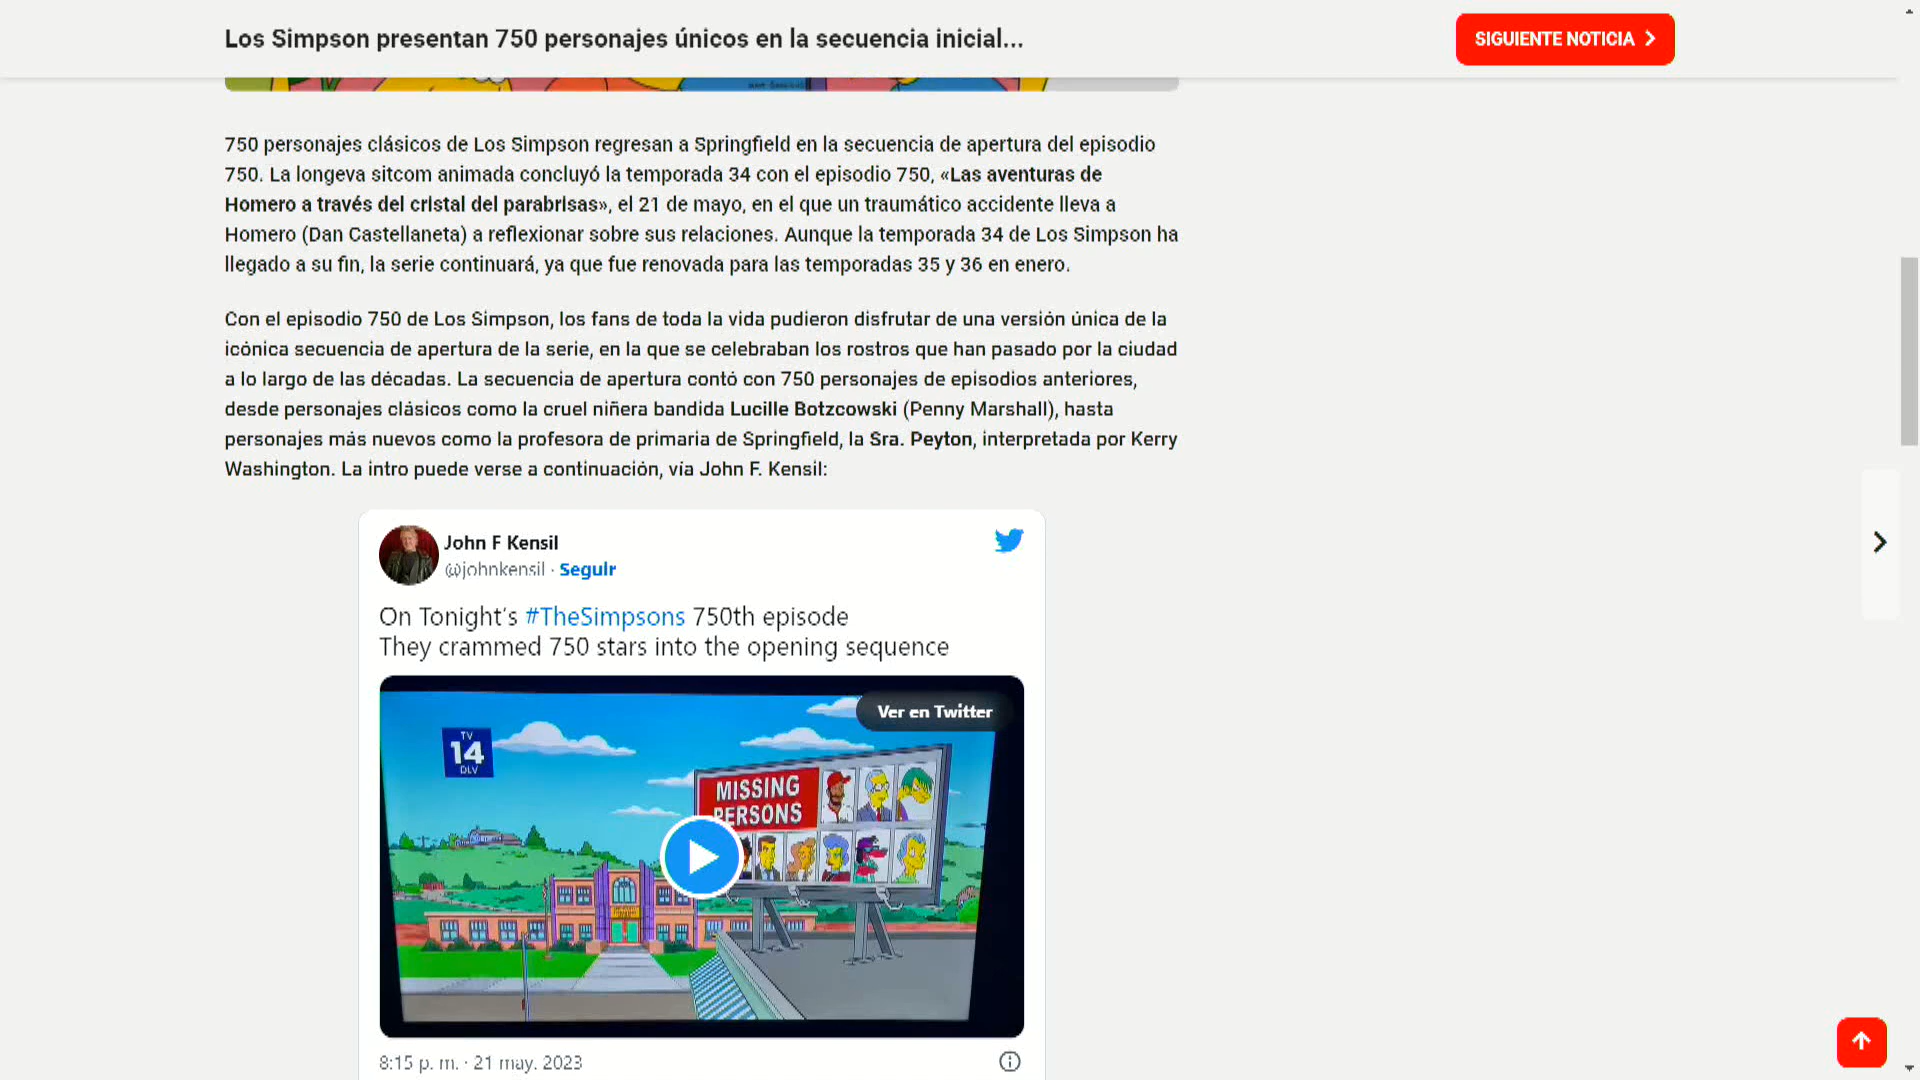 Los Simpson presentan 750 personajes únicos en la secuencia inicial...
SIGUIENTE NOTICIA
750 personajes clásicos de Los Simpson regresan a Springfield en la secuencia de apertura del episodio
750. La longeva sitcom animada concluyó la temporada 34 con el episodio 750, «Las aventuras de
Homero a través del cristal del parabrisas», el 21 de mayo, en el que un traumático accidente lleva a
Homero (Dan Castellaneta) a reflexionar sobre sus relaciones. Aunque la temporada 34 de Los Simpson ha
llegado a su fin, la serie continuará, ya que fue renovada para las temporadas 35 y 36 en enero.
Con el episodio 750 de Los Simpson, los fans de toda la vida pudieron disfrutar de una versión única de la
icónica secuencia de apertura de la serie, en la que se celebraban los rostros que han pasado por la ciudad
a lo largo de las décadas. La secuencia de apertura contó con 750 personajes de episodios anteriores,
desde personajes clásicos como la cruel niñera bandida Lucille Botzcowski (Penny Marshall), hasta
personajes más nuevos como la profesora de primaria de Springfield, la Sra. Peyton, interpretada por Kerry
Washington. La intro puede verse a continuación, vía John F. Kensil:
John F Kensil
@johnkensil · Seguir
On Tonight's #TheSimpsons 750th episode
They crammed 750 stars into the opening sequence
Ver en Twitter
TV
14
DLV
MISSING
PERSONS
8:15 p. m. · 21 may. 2023